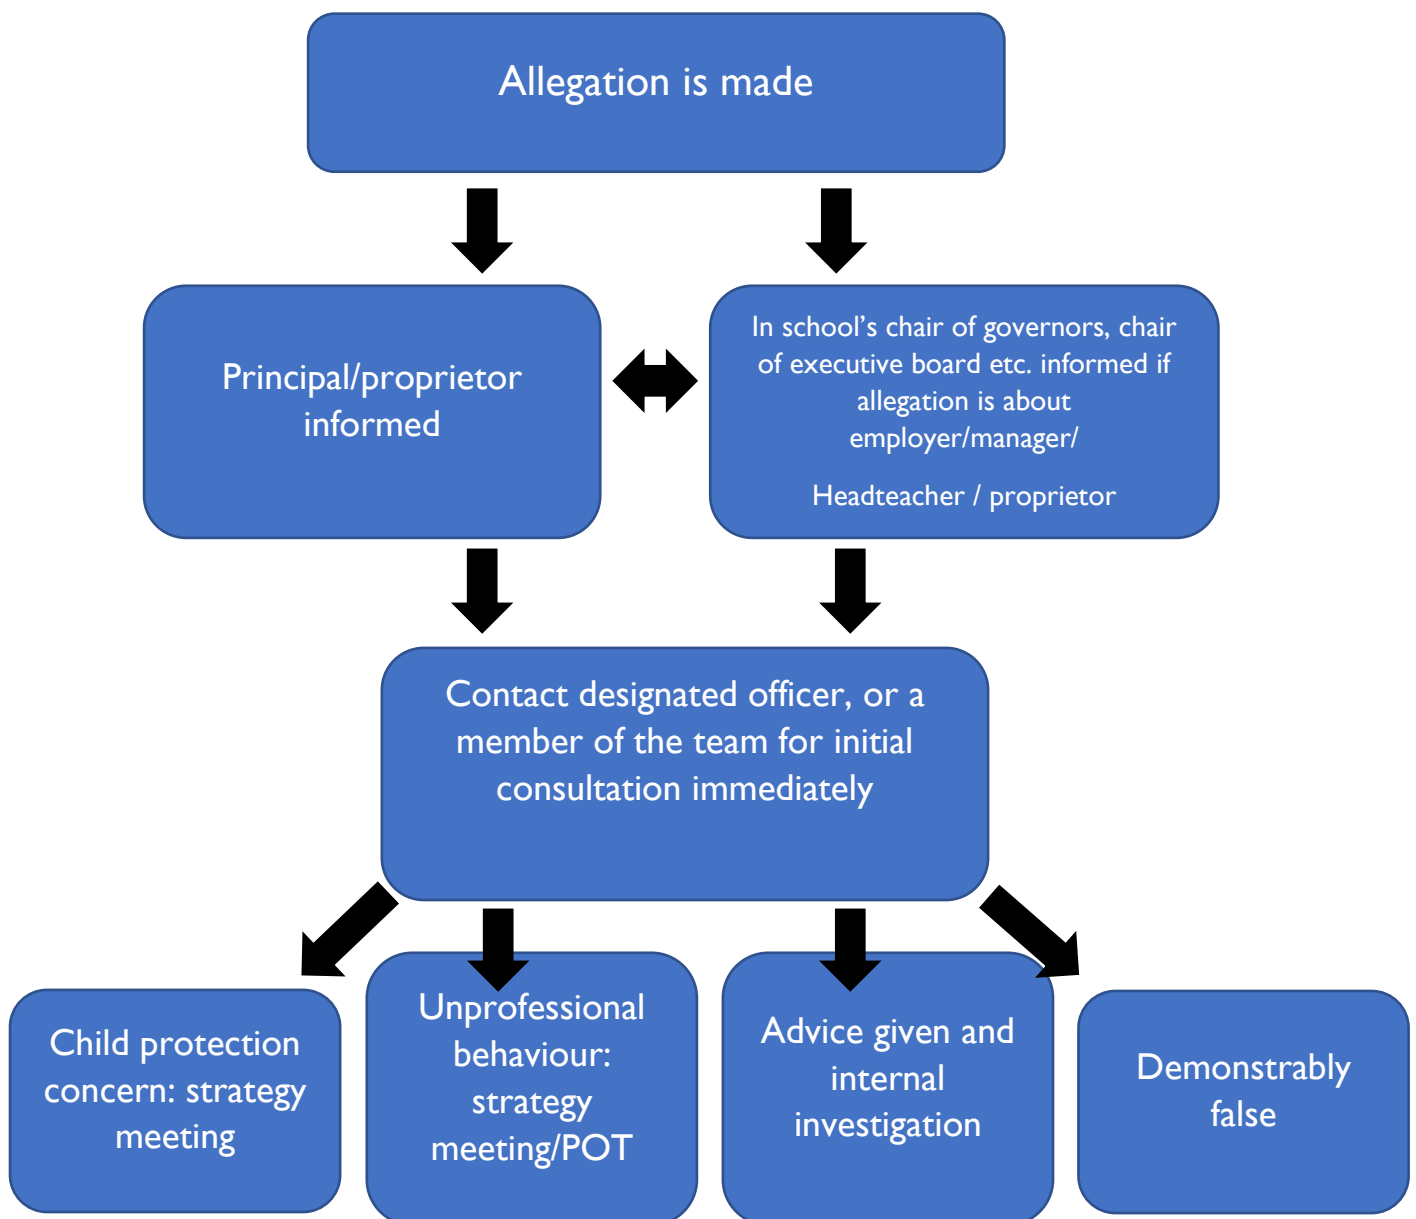 Allegation is made
Principal/proprietor
informed
In school’s chair of governors, chair
of executive board etc. informed if
allegation is about
employer/manager/
Headteacher / proprietor
Contact designated officer, or a
member of the team for initial
consultation immediately
Child protection
concern: strategy
meeting
Unprofessional
behaviour:
strategy
meeting/POT
Advice given and
internal
investigation
Demonstrably
false